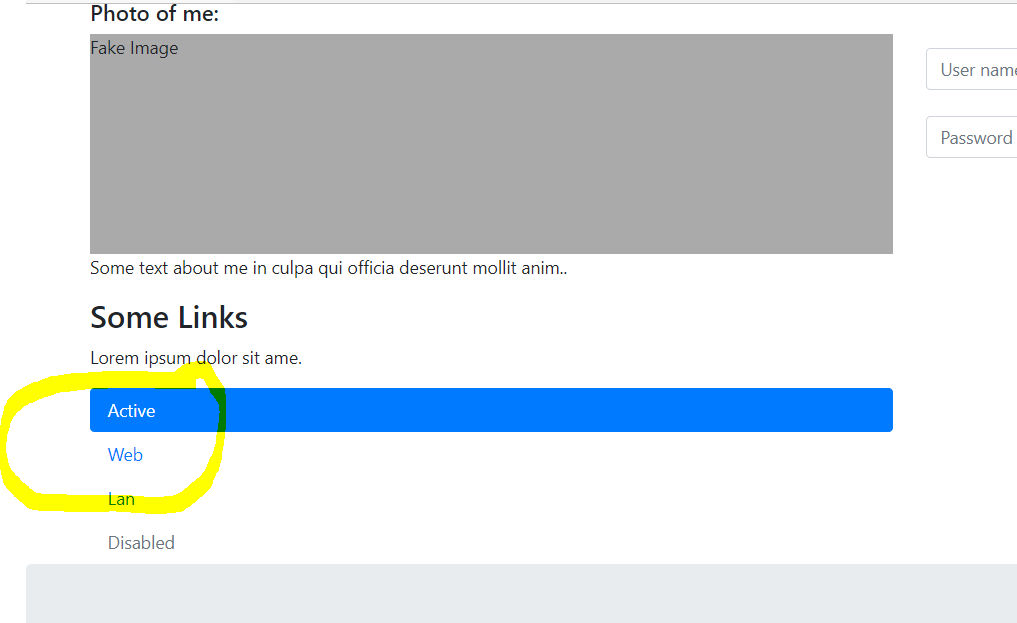 Photo of me:
Fake Image
User name
Password
Some text about me in culpa qui officia deserunt mollit anim..
Some Links
Lorem ipsum dolor sit ame.
Active
Web
Lan
Disabled